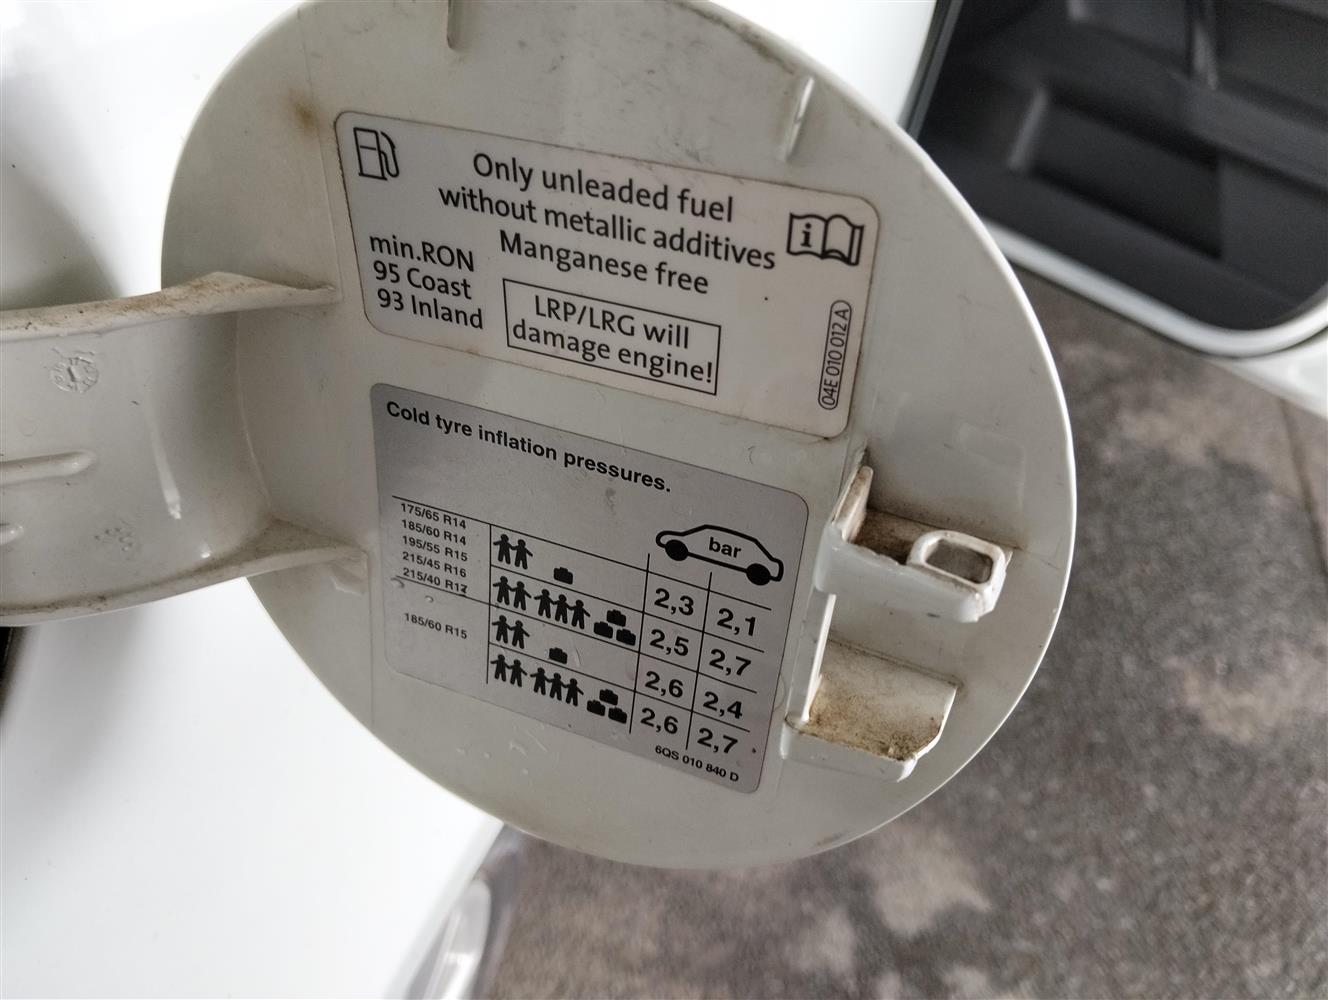 Only unleaded fuel
without metallic additives
Manganese free
min.RON
95 Coast
93 Inland
LRP/LRG will
damage engine!
04E 010 012 A
Cold tyre inflation pressures.
bar
175/65 R14
185/60 R14
195/55 R15
215/45 R16
215/40 R17
2,3 2,1
2,5 2,7
185/60 R15
2,6 2,4
2,6 2,7
6QS 010 840 D